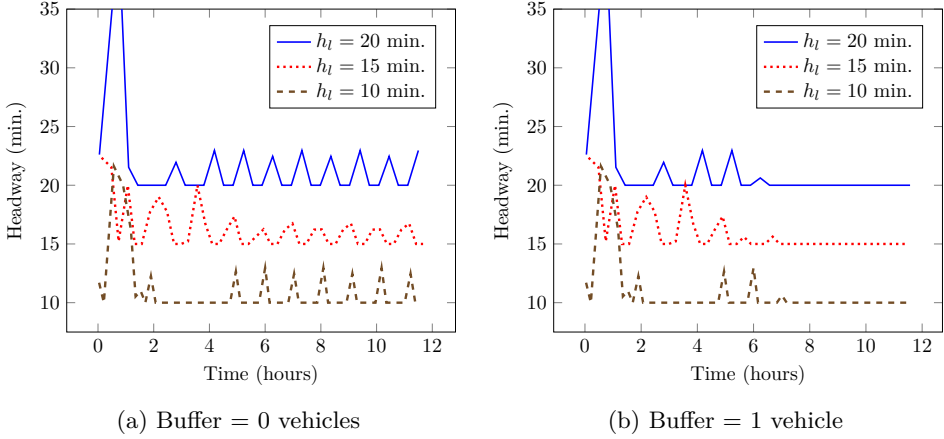 35
30
25
20
15
10
Headway (min.)
h_l = 20 min.
h_l = 15 min.
h_l = 10 min.
0 2 4 6 8 10 12
Time (hours)
(a) Buffer = 0 vehicles
35
30
25
20
15
10
Headway (min.)
h_l = 20 min.
h_l = 15 min.
h_l = 10 min.
0 2 4 6 8 10 12
Time (hours)
(b) Buffer = 1 vehicle